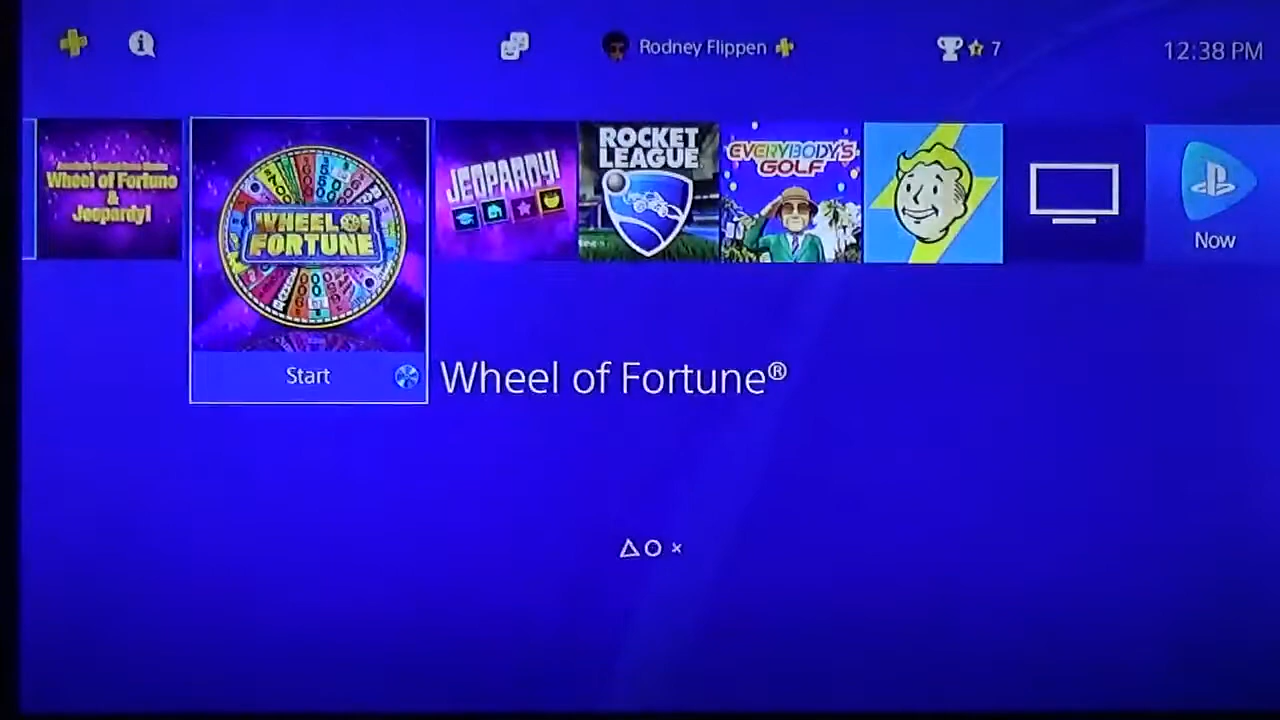 Rodney Flippen
7
12:38 PM
Wheel of Fortune
&
Jeopardy!
WHEEL OF
FORTUNE
JEOPARDY!
ROCKET
LEAGUE
EVERYBODY'S
GOLF
Now
Start
Wheel of Fortune®